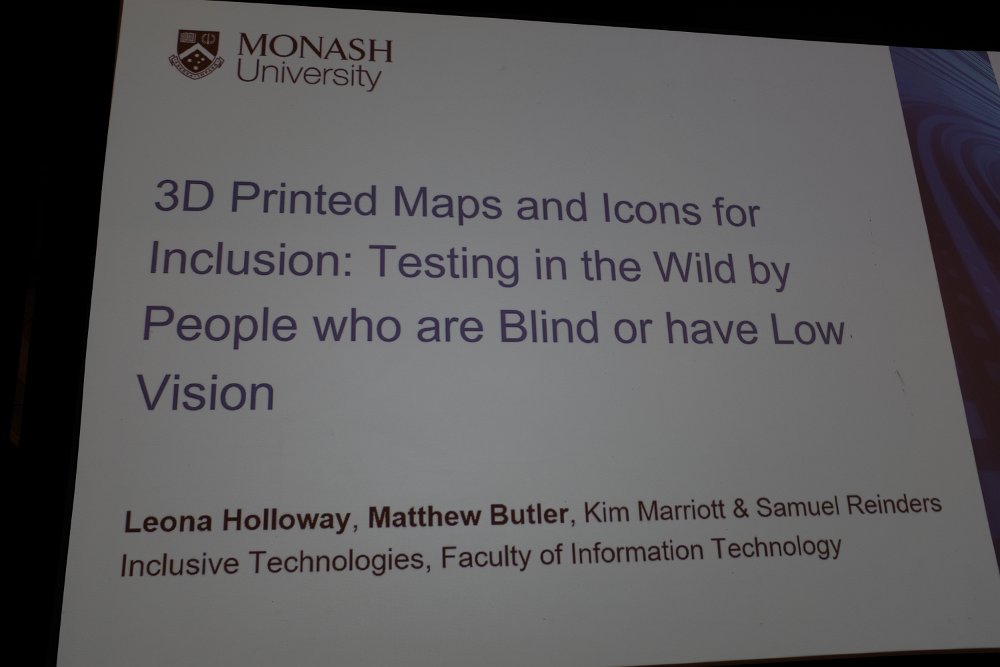 MONASH
University
3D Printed Maps and Icons for
Inclusion: Testing in the Wild by
People who are Blind or have Low
Vision
Leona Holloway, Matthew Butler, Kim Marriott & Samuel Reinders
Inclusive Technologies, Faculty of Information Technology